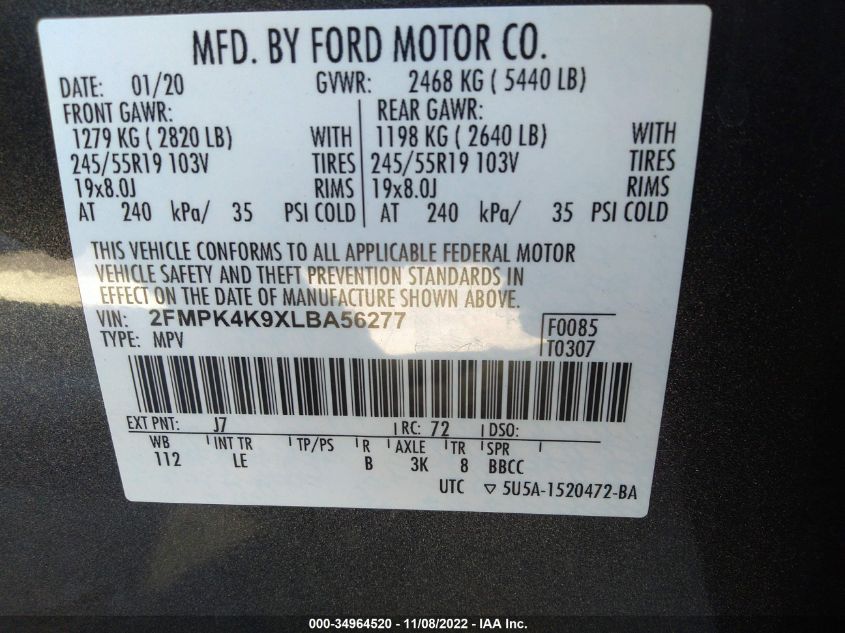 MFD. BY FORD MOTOR CO.
DATE: 01/20 GVWR: 2468 KG ( 5440 LB)
FRONT GAWR: REAR GAWR:
1279 KG ( 2820 LB) WITH 1198 KG ( 2640 LB) WITH
245/55R19 103V TIRES 245/55R19 103V TIRES
19x8.0J RIMS 19x8.0J RIMS
AT 240 kPa/ 35 PSI COLD AT 240 kPa/ 35 PSI COLD
THIS VEHICLE CONFORMS TO ALL APPLICABLE FEDERAL MOTOR
VEHICLE SAFETY AND THEFT PREVENTION STANDARDS IN
EFFECT ON THE DATE OF MANUFACTURE SHOWN ABOVE.
VIN: 2FMPK4K9XLBA56277 F0085
TYPE: MPV T0307
EXT PNT: J7 RC: 72 DSO:
WB INT TR TP/PS R AXLE TR SPR
112 LE B 3K 8 BBCC
UTC ▽ 5U5A-1520472-BA
000-34964520 - 11/08/2022 - IAA Inc.